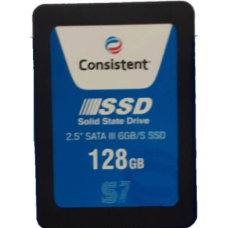 Consistent
SSD
Solid State Drive
2.5" SATA III 6GB/S SSD
128GB
S7